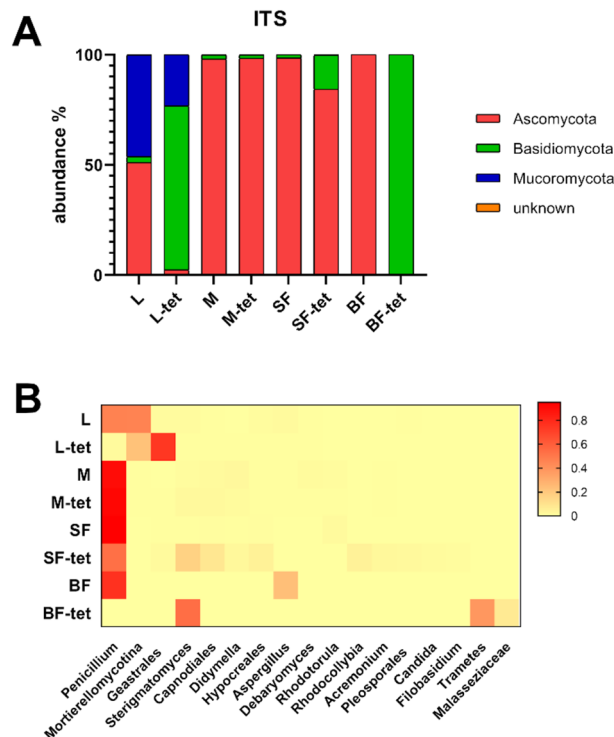 A
ITS
abundance %
100
50
0
L
L-tet
M
M-tet
SF
SF-tet
BF
BF-tet
Ascomycota
Basidiomycota
Mucoromycota
unknown
B
L
L-tet
M
M-tet
SF
SF-tet
BF
BF-tet
0.8
0.6
0.4
0.2
0
Penicillium
Mortierellomycotina
Geastrales
Sterigmatomyces
Capnodiales
Didymella
Hypocreales
Aspergillus
Debaryomyces
Rhodotorula
Rhodocollybia
Acremonium
Pleosporales
Candida
Filobasidium
Trametes
Malasseziaceae